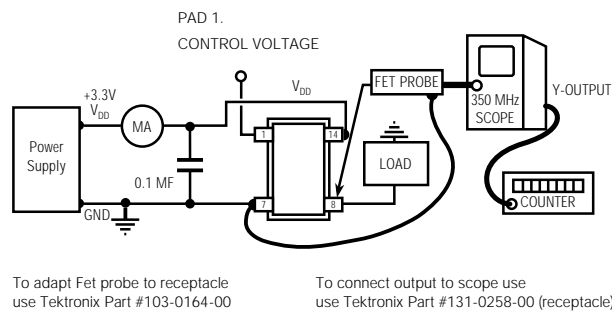 PAD 1.
CONTROL VOLTAGE
+3.3V
VDD
VDD
FET PROBE
Y-OUTPUT
350 MHz
SCOPE
MA
1
14
Power
Supply
LOAD
0.1 MF
7
8
GND
COUNTER
To adapt Fet probe to receptacle
use Tektronix Part #103-0164-00
To connect output to scope use
use Tektronix Part #131-0258-00 (receptacle)